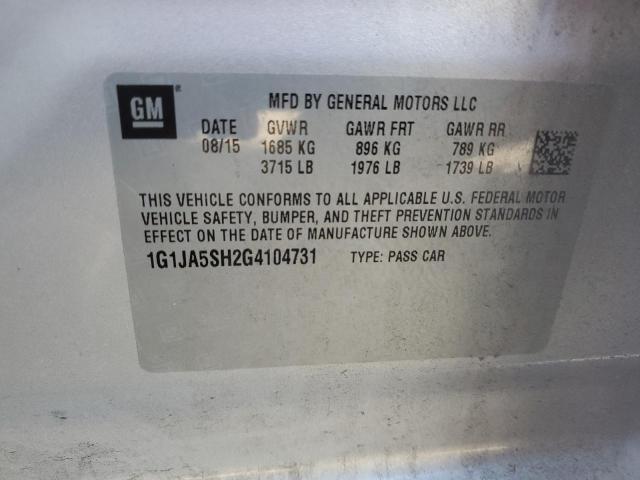 GM
MFD BY GENERAL MOTORS LLC
DATE GVWR GAWR FRT GAWR RR
08/15 1685 KG 896 KG 789 KG
3715 LB 1976 LB 1739 LB
THIS VEHICLE CONFORMS TO ALL APPLICABLE U.S. FEDERAL MOTOR
VEHICLE SAFETY, BUMPER, AND THEFT PREVENTION STANDARDS IN
EFFECT ON THE DATE OF MANUFACTURE SHOWN ABOVE.
1G1JA5SH2G4104731 TYPE: PASS CAR